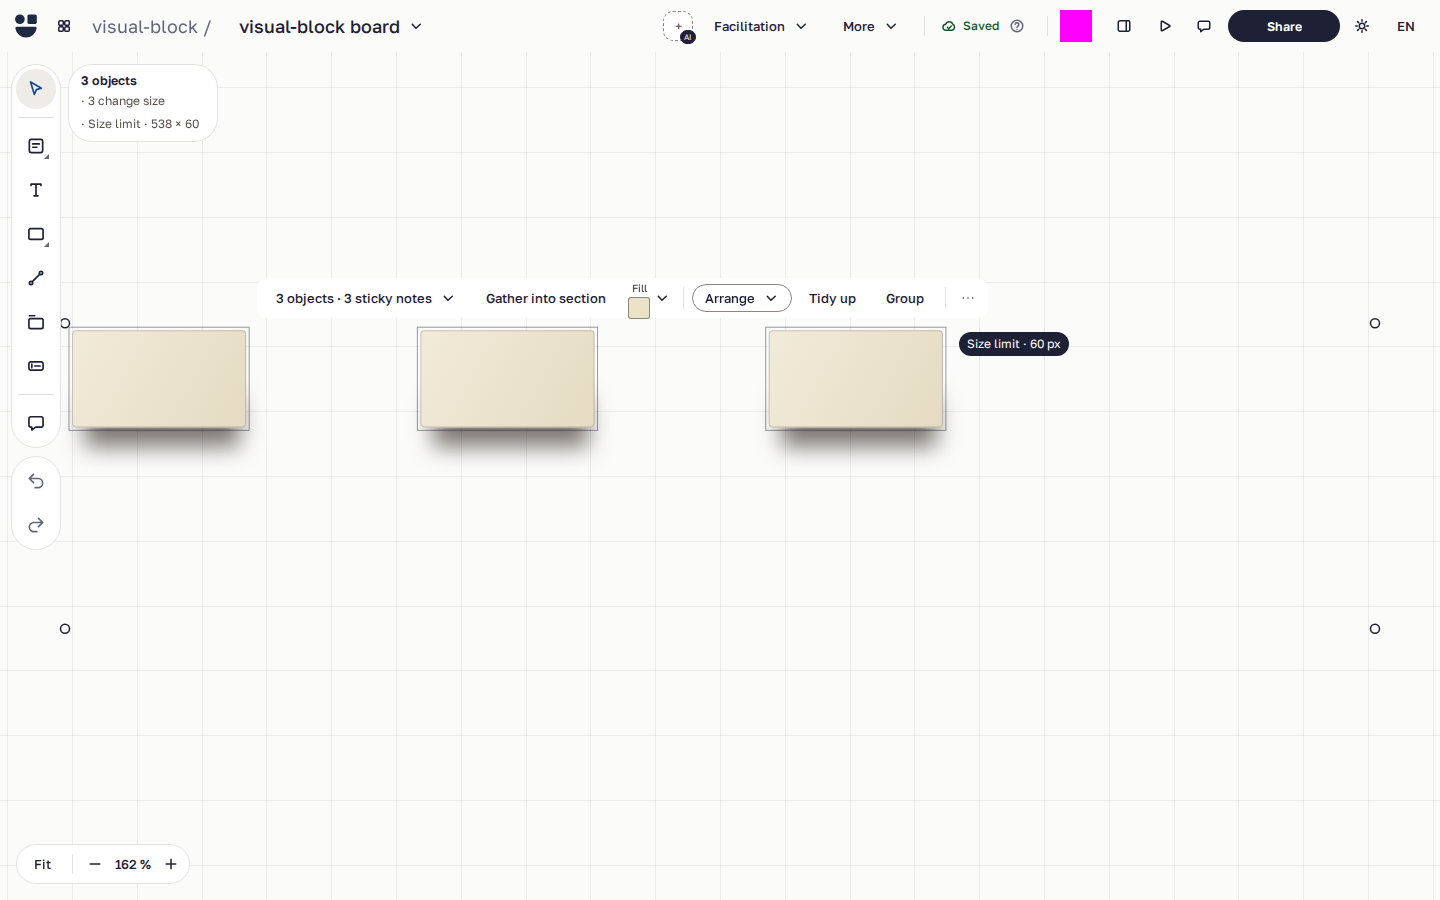 visual-block /
visual-block board
+
AI
Facilitation
More
Saved
Share
EN
3 objects
· 3 change size
· Size limit · 538 × 60
3 objects · 3 sticky notes
Gather into section
Fill
Arrange
Tidy up
Group
···
Size limit · 60 px
Fit
162 %